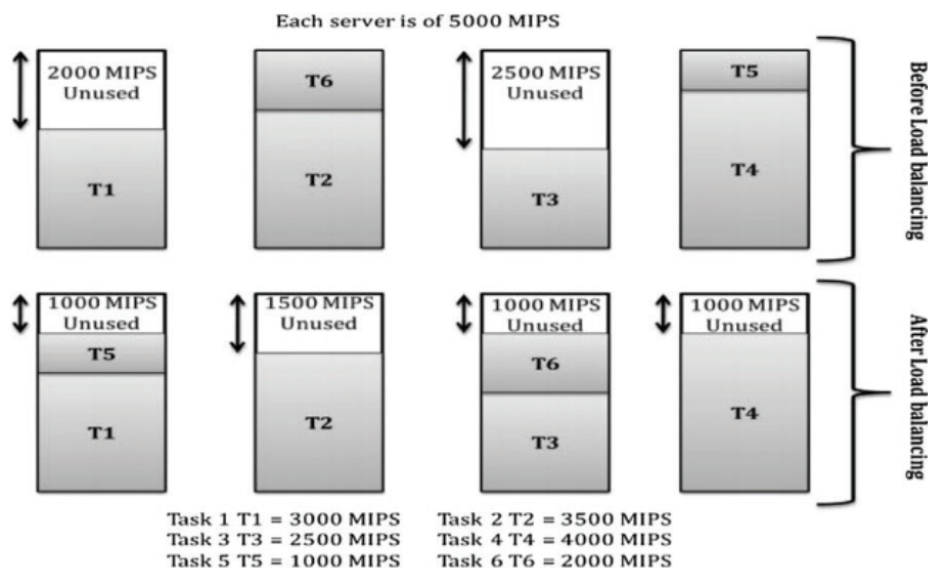 Each server is of 5000 MIPS
2000 MIPS
Unused
T1
T6
T2
2500 MIPS
Unused
T3
T5
T4
Before Load balancing
1000 MIPS
Unused
T5
T1
1500 MIPS
Unused
T2
1000 MIPS
Unused
T6
T3
1000 MIPS
Unused
T4
After Load balancing
Task 1 T1 = 3000 MIPS
Task 2 T2 = 3500 MIPS
Task 3 T3 = 2500 MIPS
Task 4 T4 = 4000 MIPS
Task 5 T5 = 1000 MIPS
Task 6 T6 = 2000 MIPS